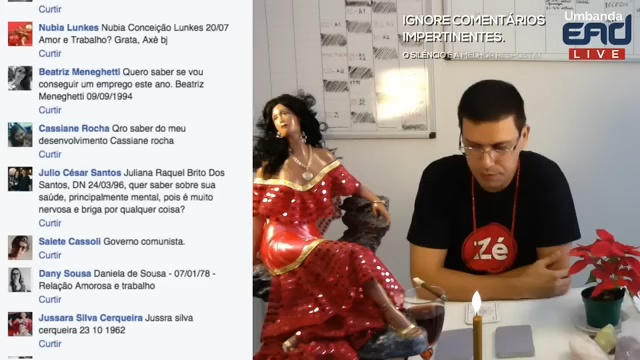 Curtir
Nubia Lunkes Nubia Conceição Lunkes 20/07
Amor e Trabalho? Grata, Axé bj
Curtir
Beatriz Meneghetti Quero saber se vou
conseguir um emprego este ano. Beatriz
Meneghetti 09/09/1994
Curtir
Cassiane Rocha Qro saber do meu
desenvolvimento Cassiane rocha
Curtir
Julio César Santos Juliana Raquel Brito Dos
Santos, DN 24/03/96, quer saber sobre sua
saúde, principalmente mental, pois é muito
nervosa e briga por qualquer coisa?
Curtir
Salete Cassoli Governo comunista.
Curtir
Dany Sousa Daniela de Sousa - 07/01/78 -
Relação Amorosa e trabalho
Curtir
Jussara Silva Cerqueira Jussra silva
cerqueira 23 10 1962
Curtir
IGNORE COMENTÁRIOS
IMPERTINENTES.
O SILÊNCIO É A MELHOR RESPOSTA!
Umbanda
EAD
LIVE
Zé